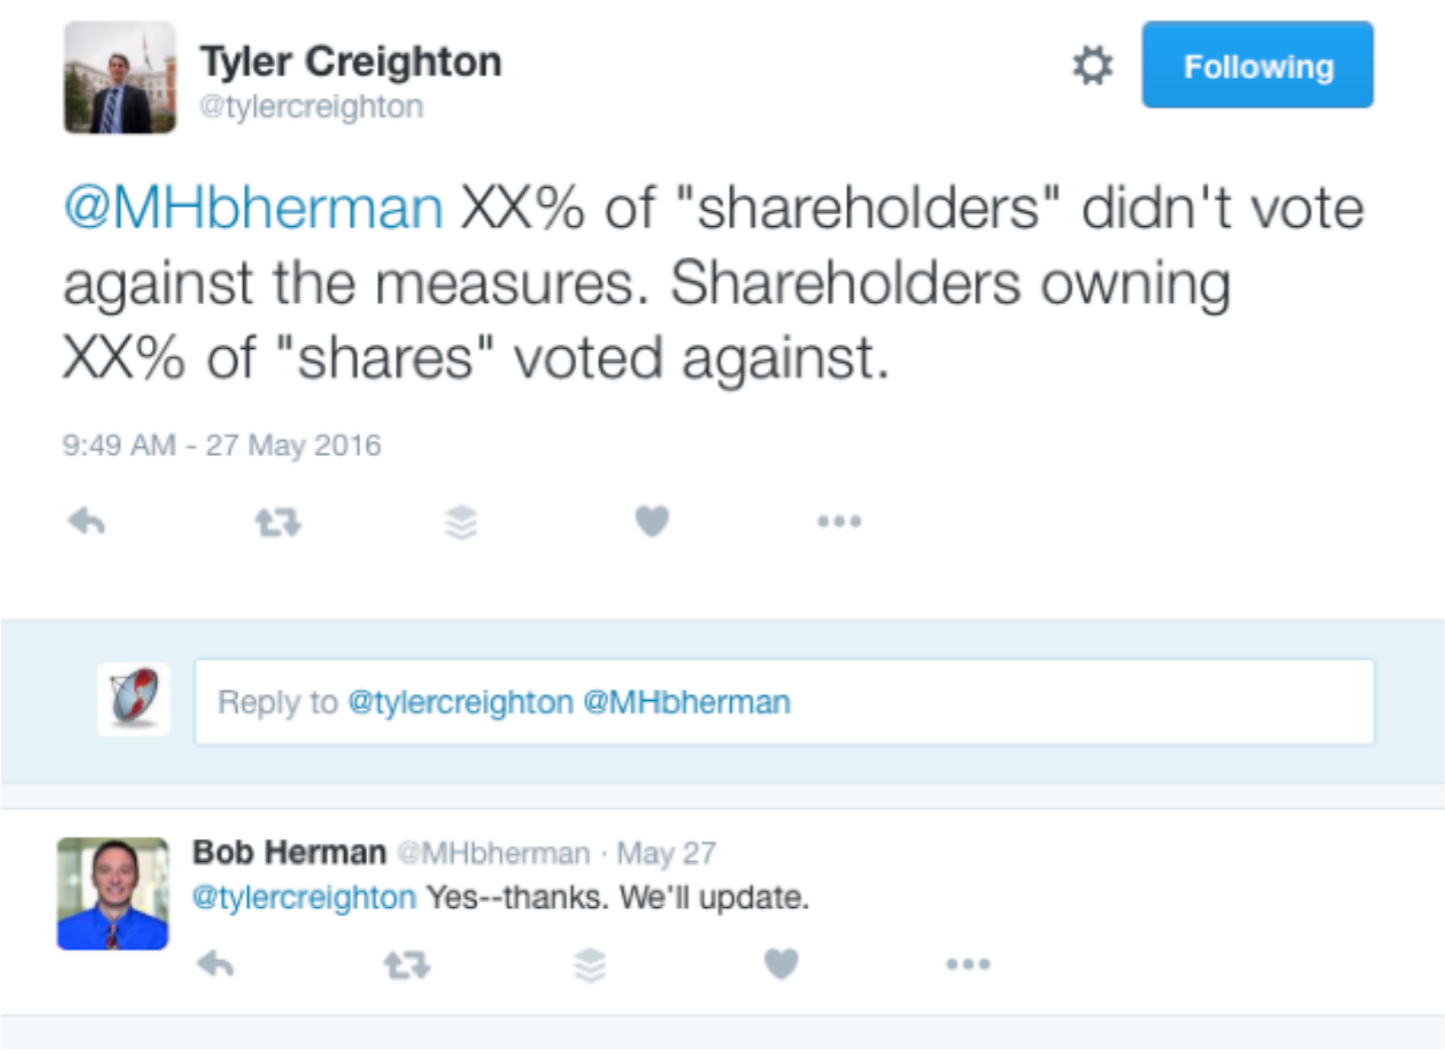 Tyler Creighton
@tylercreighton
Following
@MHbherman XX% of "shareholders" didn't vote
against the measures. Shareholders owning
XX% of "shares" voted against.
9:49 AM - 27 May 2016
Reply to @tylercreighton @MHbherman
Bob Herman @MHbherman · May 27
@tylercreighton Yes--thanks. We'll update.